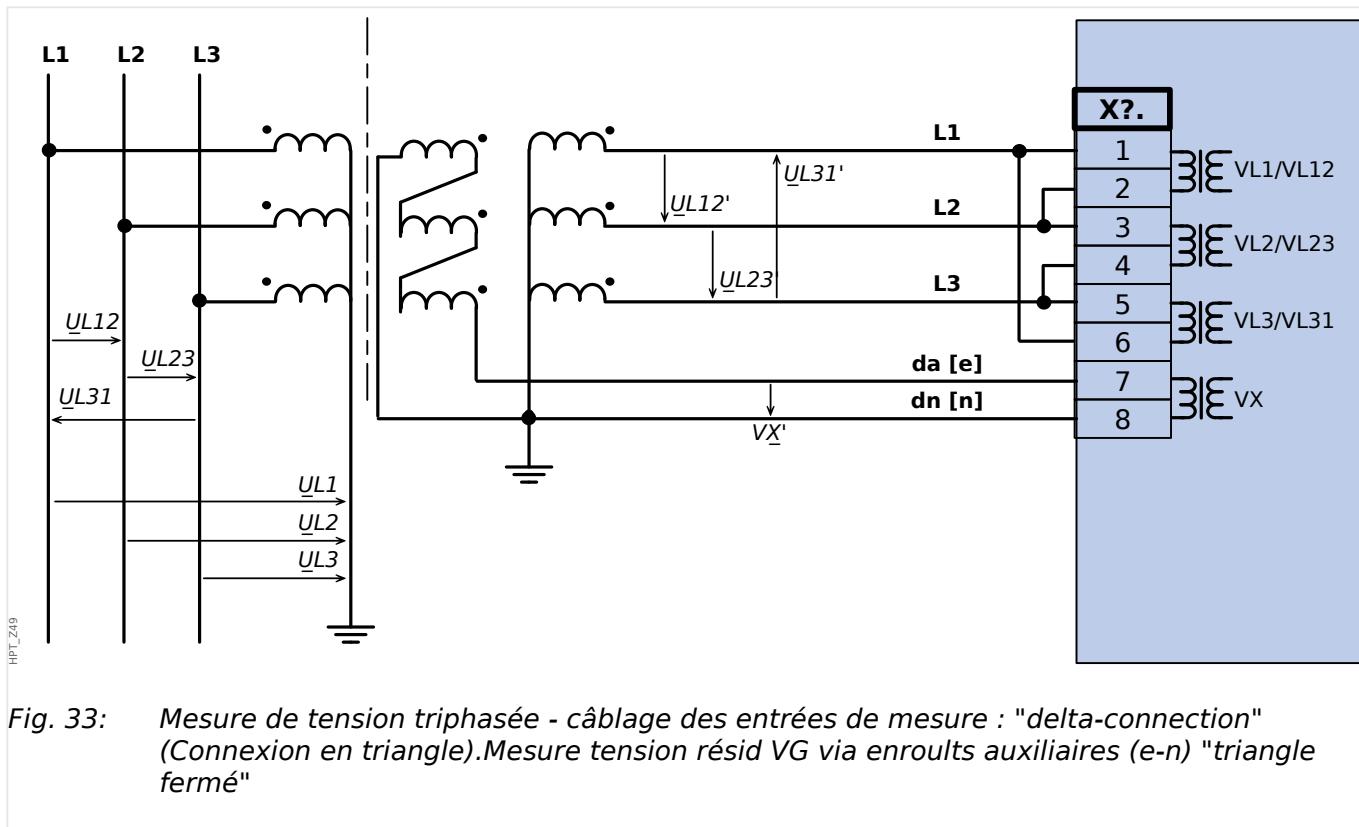 L1 L2 L3
X?.
L1
1
VL1/VL12
UL31'
2
UL12'
L2
3
VL2/VL23
4
UL23'
L3
5
VL3/VL31
UL12
6
UL23
da [e]
7
UL31
dn [n]
VX
8
VX'
UL1
UL2
UL3
HPT_Z49
Fig. 33: Mesure de tension triphasée - câblage des entrées de mesure : "delta-connection"
(Connexion en triangle).Mesure tension résid VG via enroults auxiliaires (e-n) "triangle
fermé"